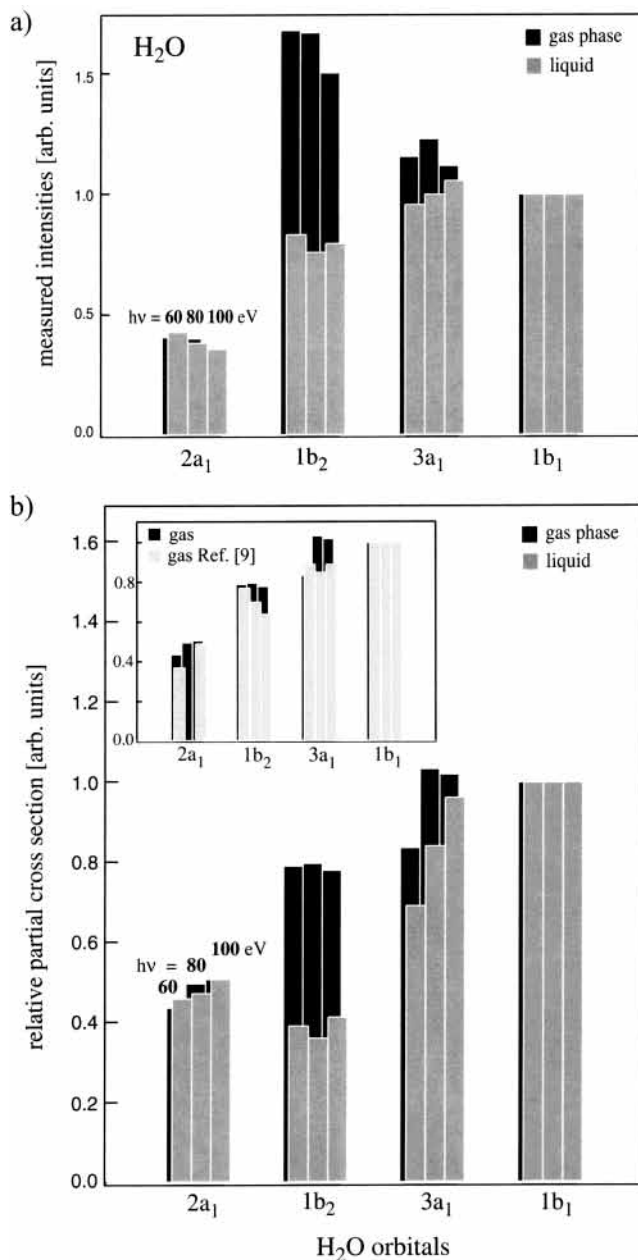 a)
H₂O
gas phase
liquid
measured intensities [arb. units]
1.5
1.0
0.5
0.0
hν = 60 80 100 eV
2a₁ 1b₂ 3a₁ 1b₁
b)
gas phase
liquid
relative partial cross section [arb. units]
1.6
1.4
1.2
1.0
0.8
0.6
0.4
0.2
0.0
gas
gas Ref. [9]
0.8
0.4
0.0
2a₁ 1b₂ 3a₁ 1b₁
100 eV
hν = 80
60
2a₁ 1b₂ 3a₁ 1b₁
H₂O orbitals